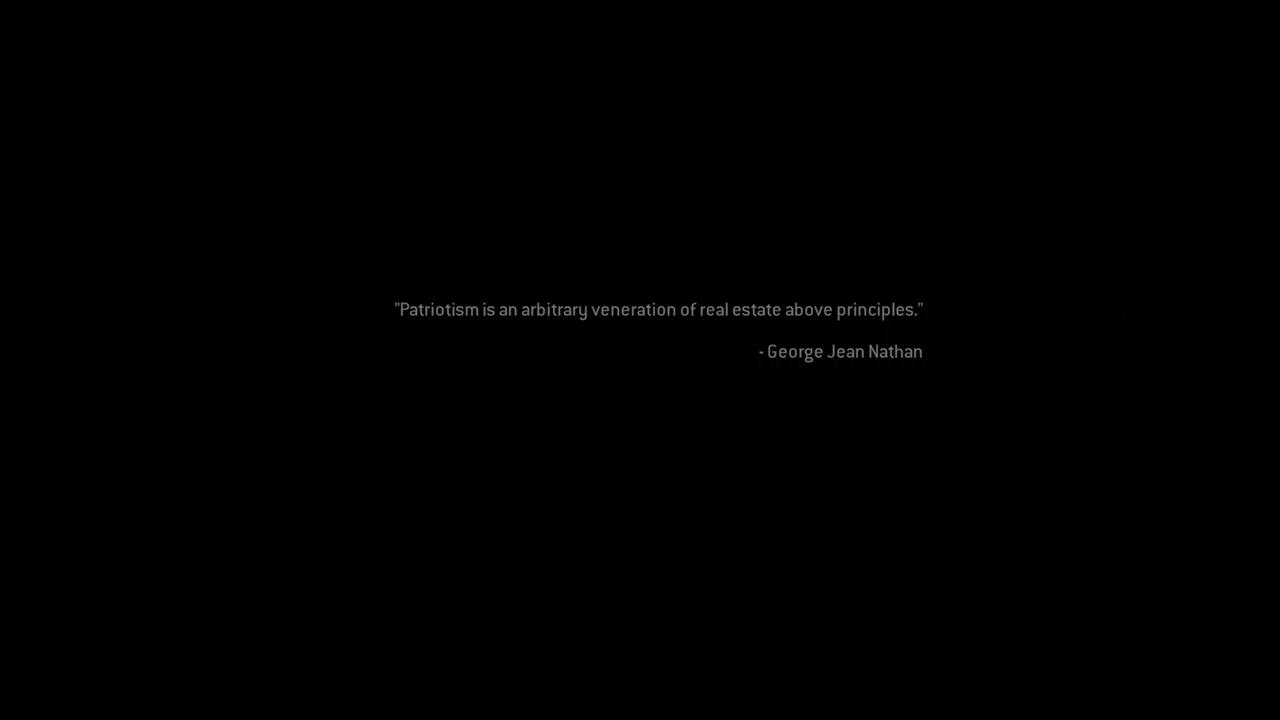 "Patriotism is an arbitrary veneration of real estate above principles."
- George Jean Nathan